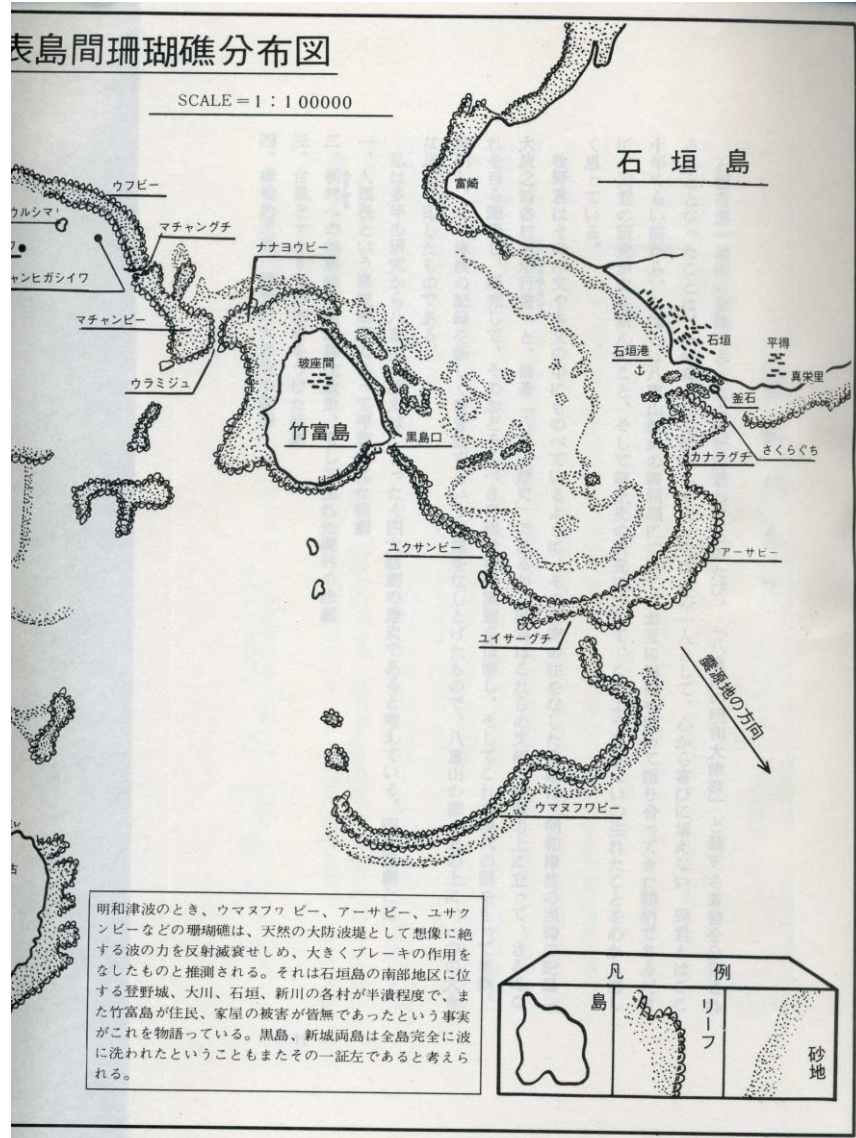 表島間珊瑚礁分布図
SCALE=1:100000
石垣島
富崎
ウフビー
ウルシマ
マチャングチ
ャンヒガシイワ
ナナヨウビー
マチャンビー
ウラミジュ
玻座間
竹富島
黒島口
石垣港
石垣
平得
真栄里
釜石
カナラグチ
さくらぐち
ユクサンビー
アーサビー
ユイサーグチ
震源地の方向
ウマヌフワビー
明和津波のとき、ウマヌフワビー、アーサビー、ユサク
ンビーなどの珊瑚礁は、天然の大防波堤として想像に絶
する波の力を反射減衰せしめ、大きくブレーキの作用を
なしたものと推測される。それは石垣島の南部地区に位
する登野城、大川、石垣、新川の各村が半潰程度で、ま
た竹富島が住民、家屋の被害が皆無であったという事実
がこれを物語っている。黒島、新城両島は全島完全に波
に洗われたということもまたその一証左であると考えら
れる。
凡例
島
リーフ
砂地